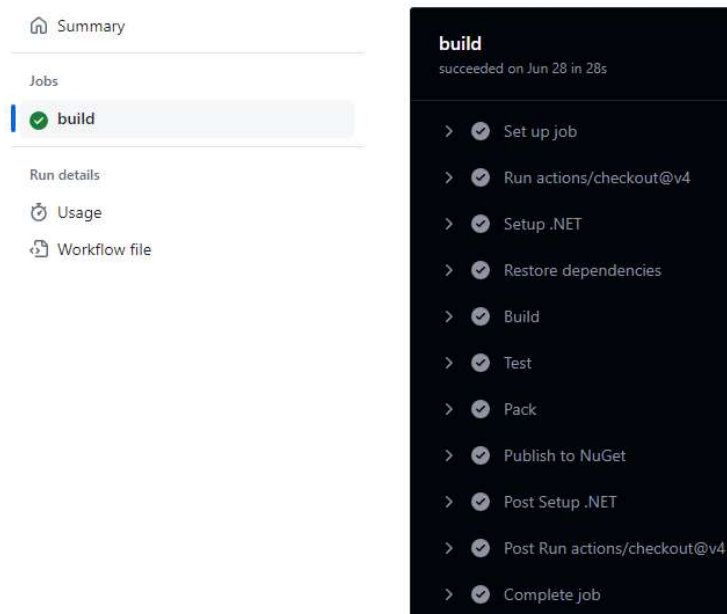 Summary
Jobs
build
Run details
Usage
Workflow file
build
succeeded on Jun 28 in 28s
Set up job
Run actions/checkout@v4
Setup .NET
Restore dependencies
Build
Test
Pack
Publish to NuGet
Post Setup .NET
Post Run actions/checkout@v4
Complete job